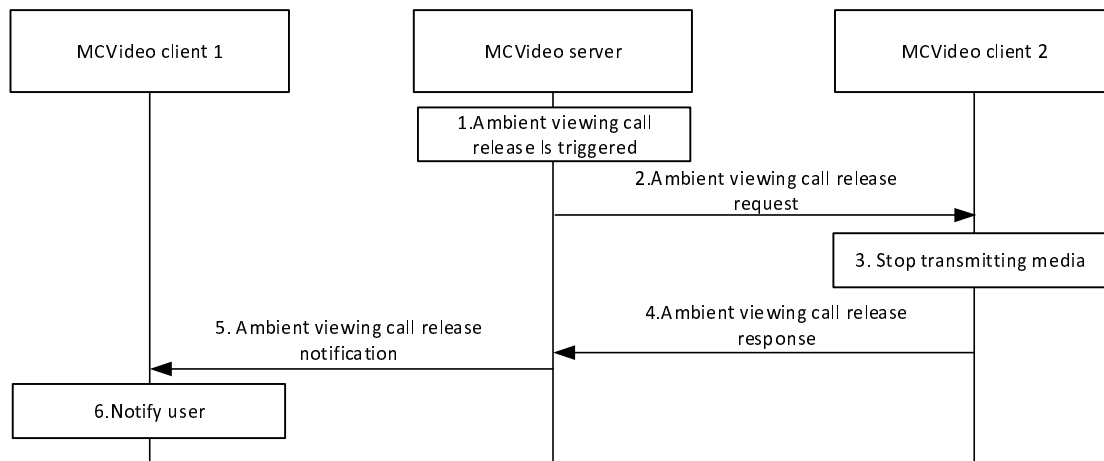 MCVideo client 1
MCVideo server
MCVideo client 2
1.Ambient viewing call
release Is triggered
2.Ambient viewing call release
request
3. Stop transmitting media
4.Ambient viewing call release
response
5. Ambient viewing call release
notification
6.Notify user